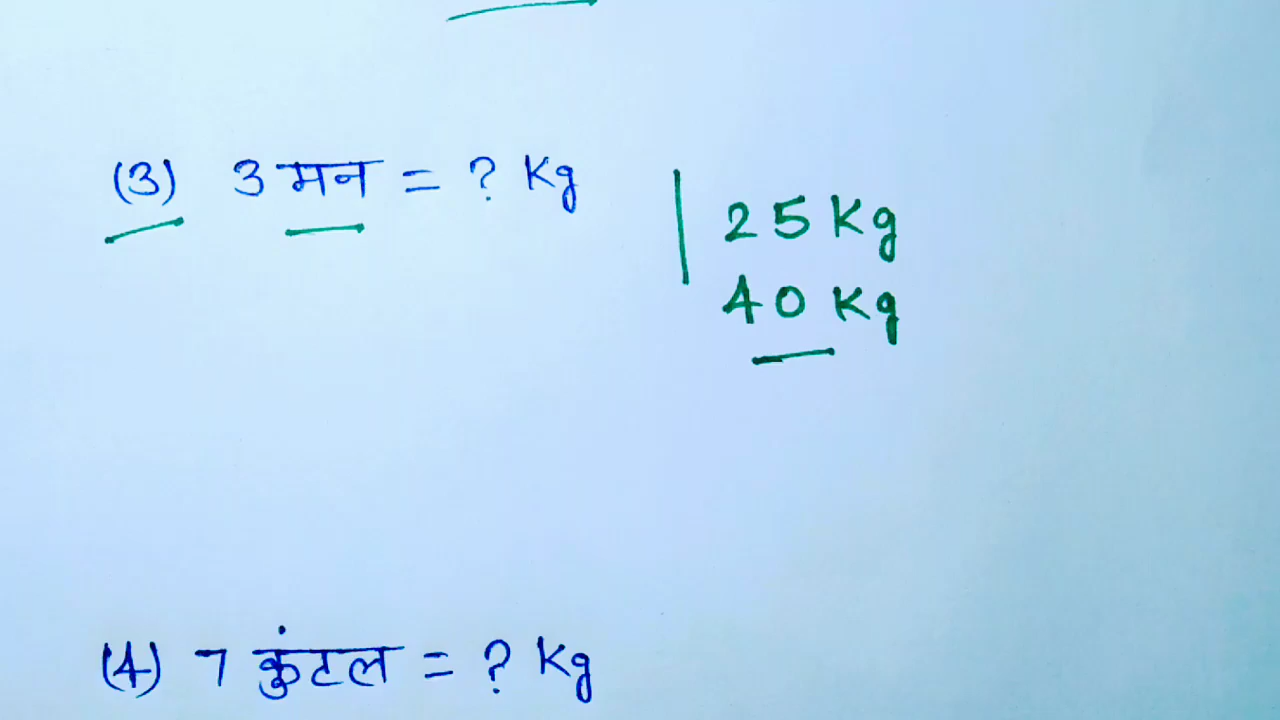 (3) 3 मन = ? Kg
25 Kg
40 Kg
(4) 7 कुंटल = ? Kg